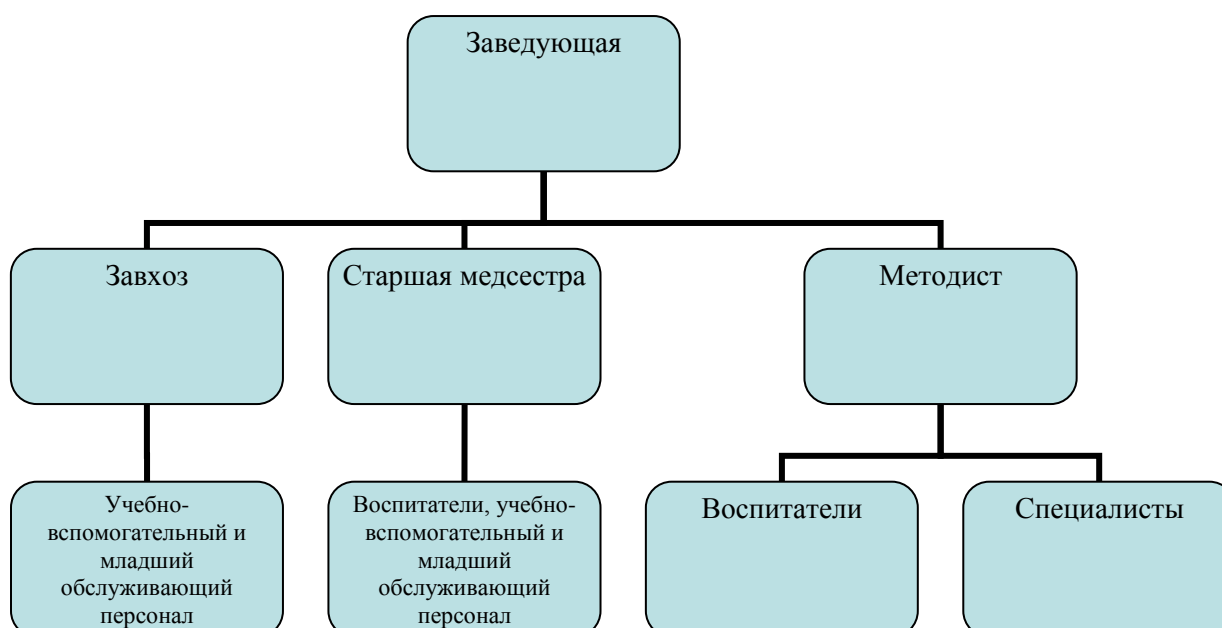 Заведующая
Завхоз
Старшая медсестра
Методист
Учебно-
вспомогательный и
младший
обслуживающий
персонал
Воспитатели, учебно-
вспомогательный и
младший
обслуживающий
персонал
Воспитатели
Специалисты